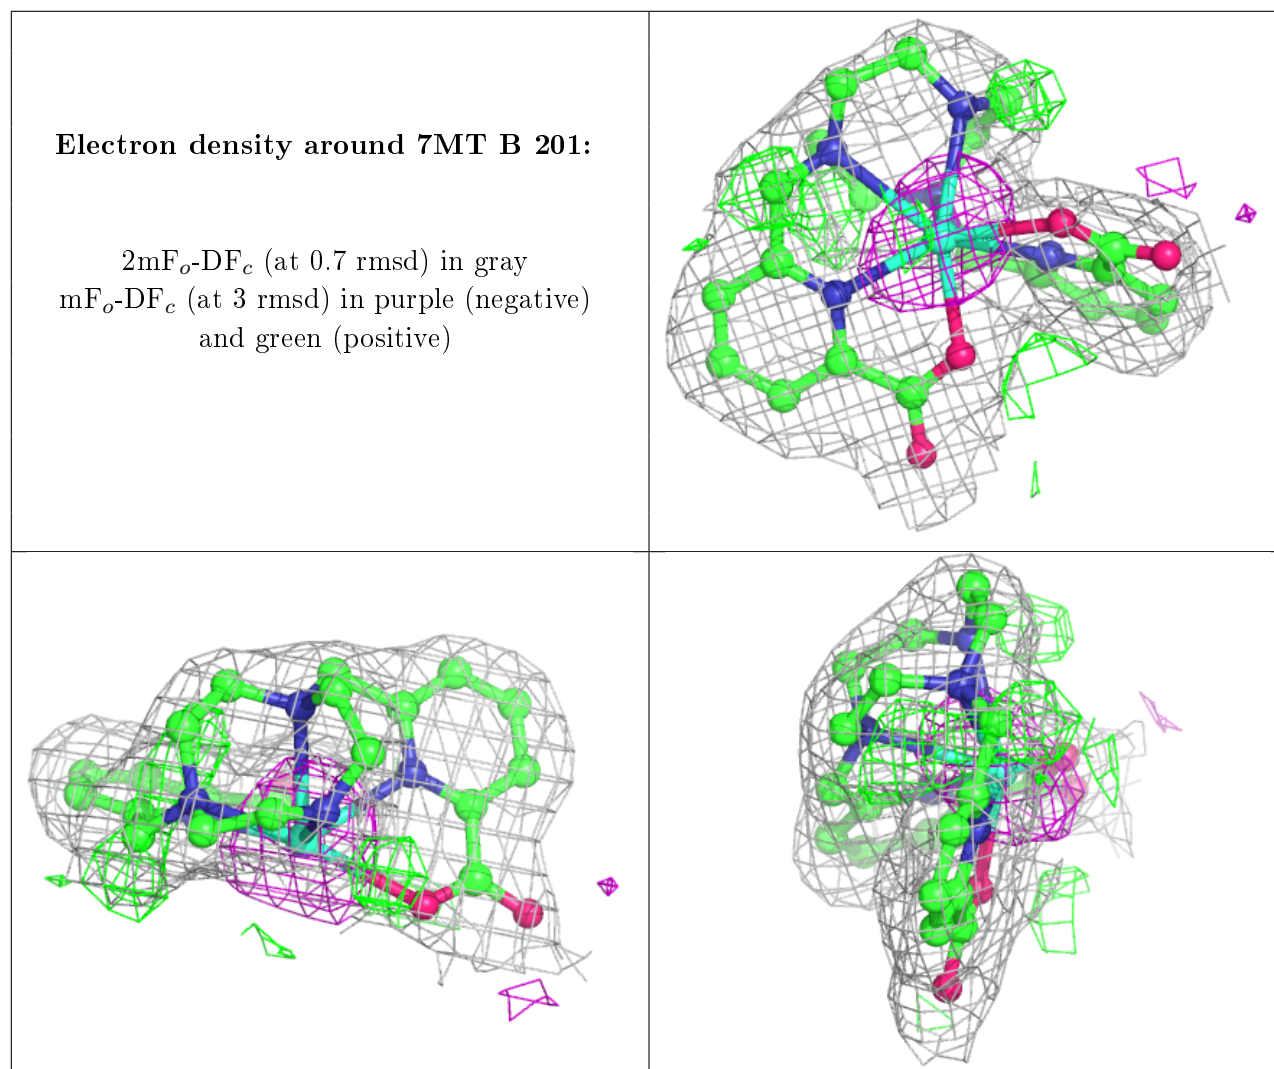 Electron density around 7MT B 201:
2mFo-DFc (at 0.7 rmsd) in gray
mFo-DFc (at 3 rmsd) in purple (negative)
and green (positive)